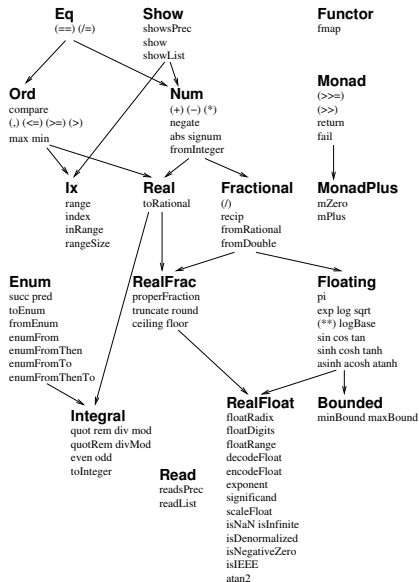 Eq
(==) (/=)
Show
showsPrec
show
showList
Functor
fmap
Ord
compare
(,) (<=) (>=) (>)
max min
Num
(+) (−) (*)
negate
abs signum
fromInteger
Monad
(>>=)
(>>)
return
fail
Ix
range
index
inRange
rangeSize
Real
toRational
Fractional
(/)
recip
fromRational
fromDouble
MonadPlus
mZero
mPlus
Enum
succ pred
toEnum
fromEnum
enumFrom
enumFromThen
enumFromTo
enumFromThenTo
RealFrac
properFraction
truncate round
ceiling floor
Floating
pi
exp log sqrt
(**) logBase
sin cos tan
sinh cosh tanh
asinh acosh atanh
Integral
quot rem div mod
quotRem divMod
even odd
toInteger
Read
readsPrec
readList
RealFloat
floatRadix
floatDigits
floatRange
decodeFloat
encodeFloat
exponent
significand
scaleFloat
isNaN isInfinite
isDenormalized
isNegativeZero
isIEEE
atan2
Bounded
minBound maxBound